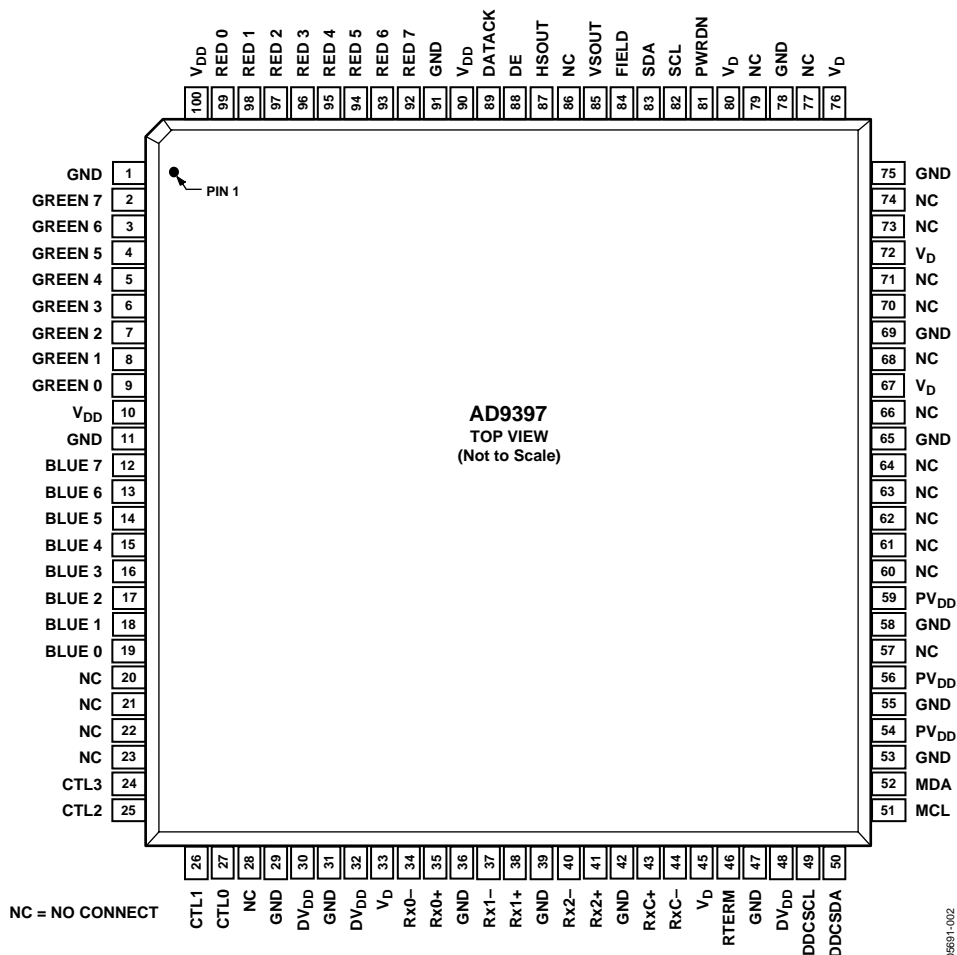 VDD RED 0 RED 1 RED 2 RED 3 RED 4 RED 5 RED 6 RED 7 GND VDD DATACK DE HSOUT NC VSOUT FIELD SDA SCL PWRDN VD NC GND NC VD
100 99 98 97 96 95 94 93 92 91 90 89 88 87 86 85 84 83 82 81 80 79 78 77 76
PIN 1
GND 1
GREEN 7 2
GREEN 6 3
GREEN 5 4
GREEN 4 5
GREEN 3 6
GREEN 2 7
GREEN 1 8
GREEN 0 9
VDD 10
GND 11
BLUE 7 12
BLUE 6 13
BLUE 5 14
BLUE 4 15
BLUE 3 16
BLUE 2 17
BLUE 1 18
BLUE 0 19
NC 20
NC 21
NC 22
NC 23
CTL3 24
CTL2 25
AD9397
TOP VIEW
(Not to Scale)
75 GND
74 NC
73 NC
72 VD
71 NC
70 NC
69 GND
68 NC
67 VD
66 NC
65 GND
64 NC
63 NC
62 NC
61 NC
60 NC
59 PVDD
58 GND
57 NC
56 PVDD
55 GND
54 PVDD
53 GND
52 MDA
51 MCL
26 27 28 29 30 31 32 33 34 35 36 37 38 39 40 41 42 43 44 45 46 47 48 49 50
CTL1 CTL0 NC GND DVDD GND DVDD VD Rx0– Rx0+ GND Rx1– Rx1+ GND Rx2– Rx2+ GND RxC+ RxC– VD RTERM GND DVDD DDCSCL DDCSDA
NC = NO CONNECT
05691-002